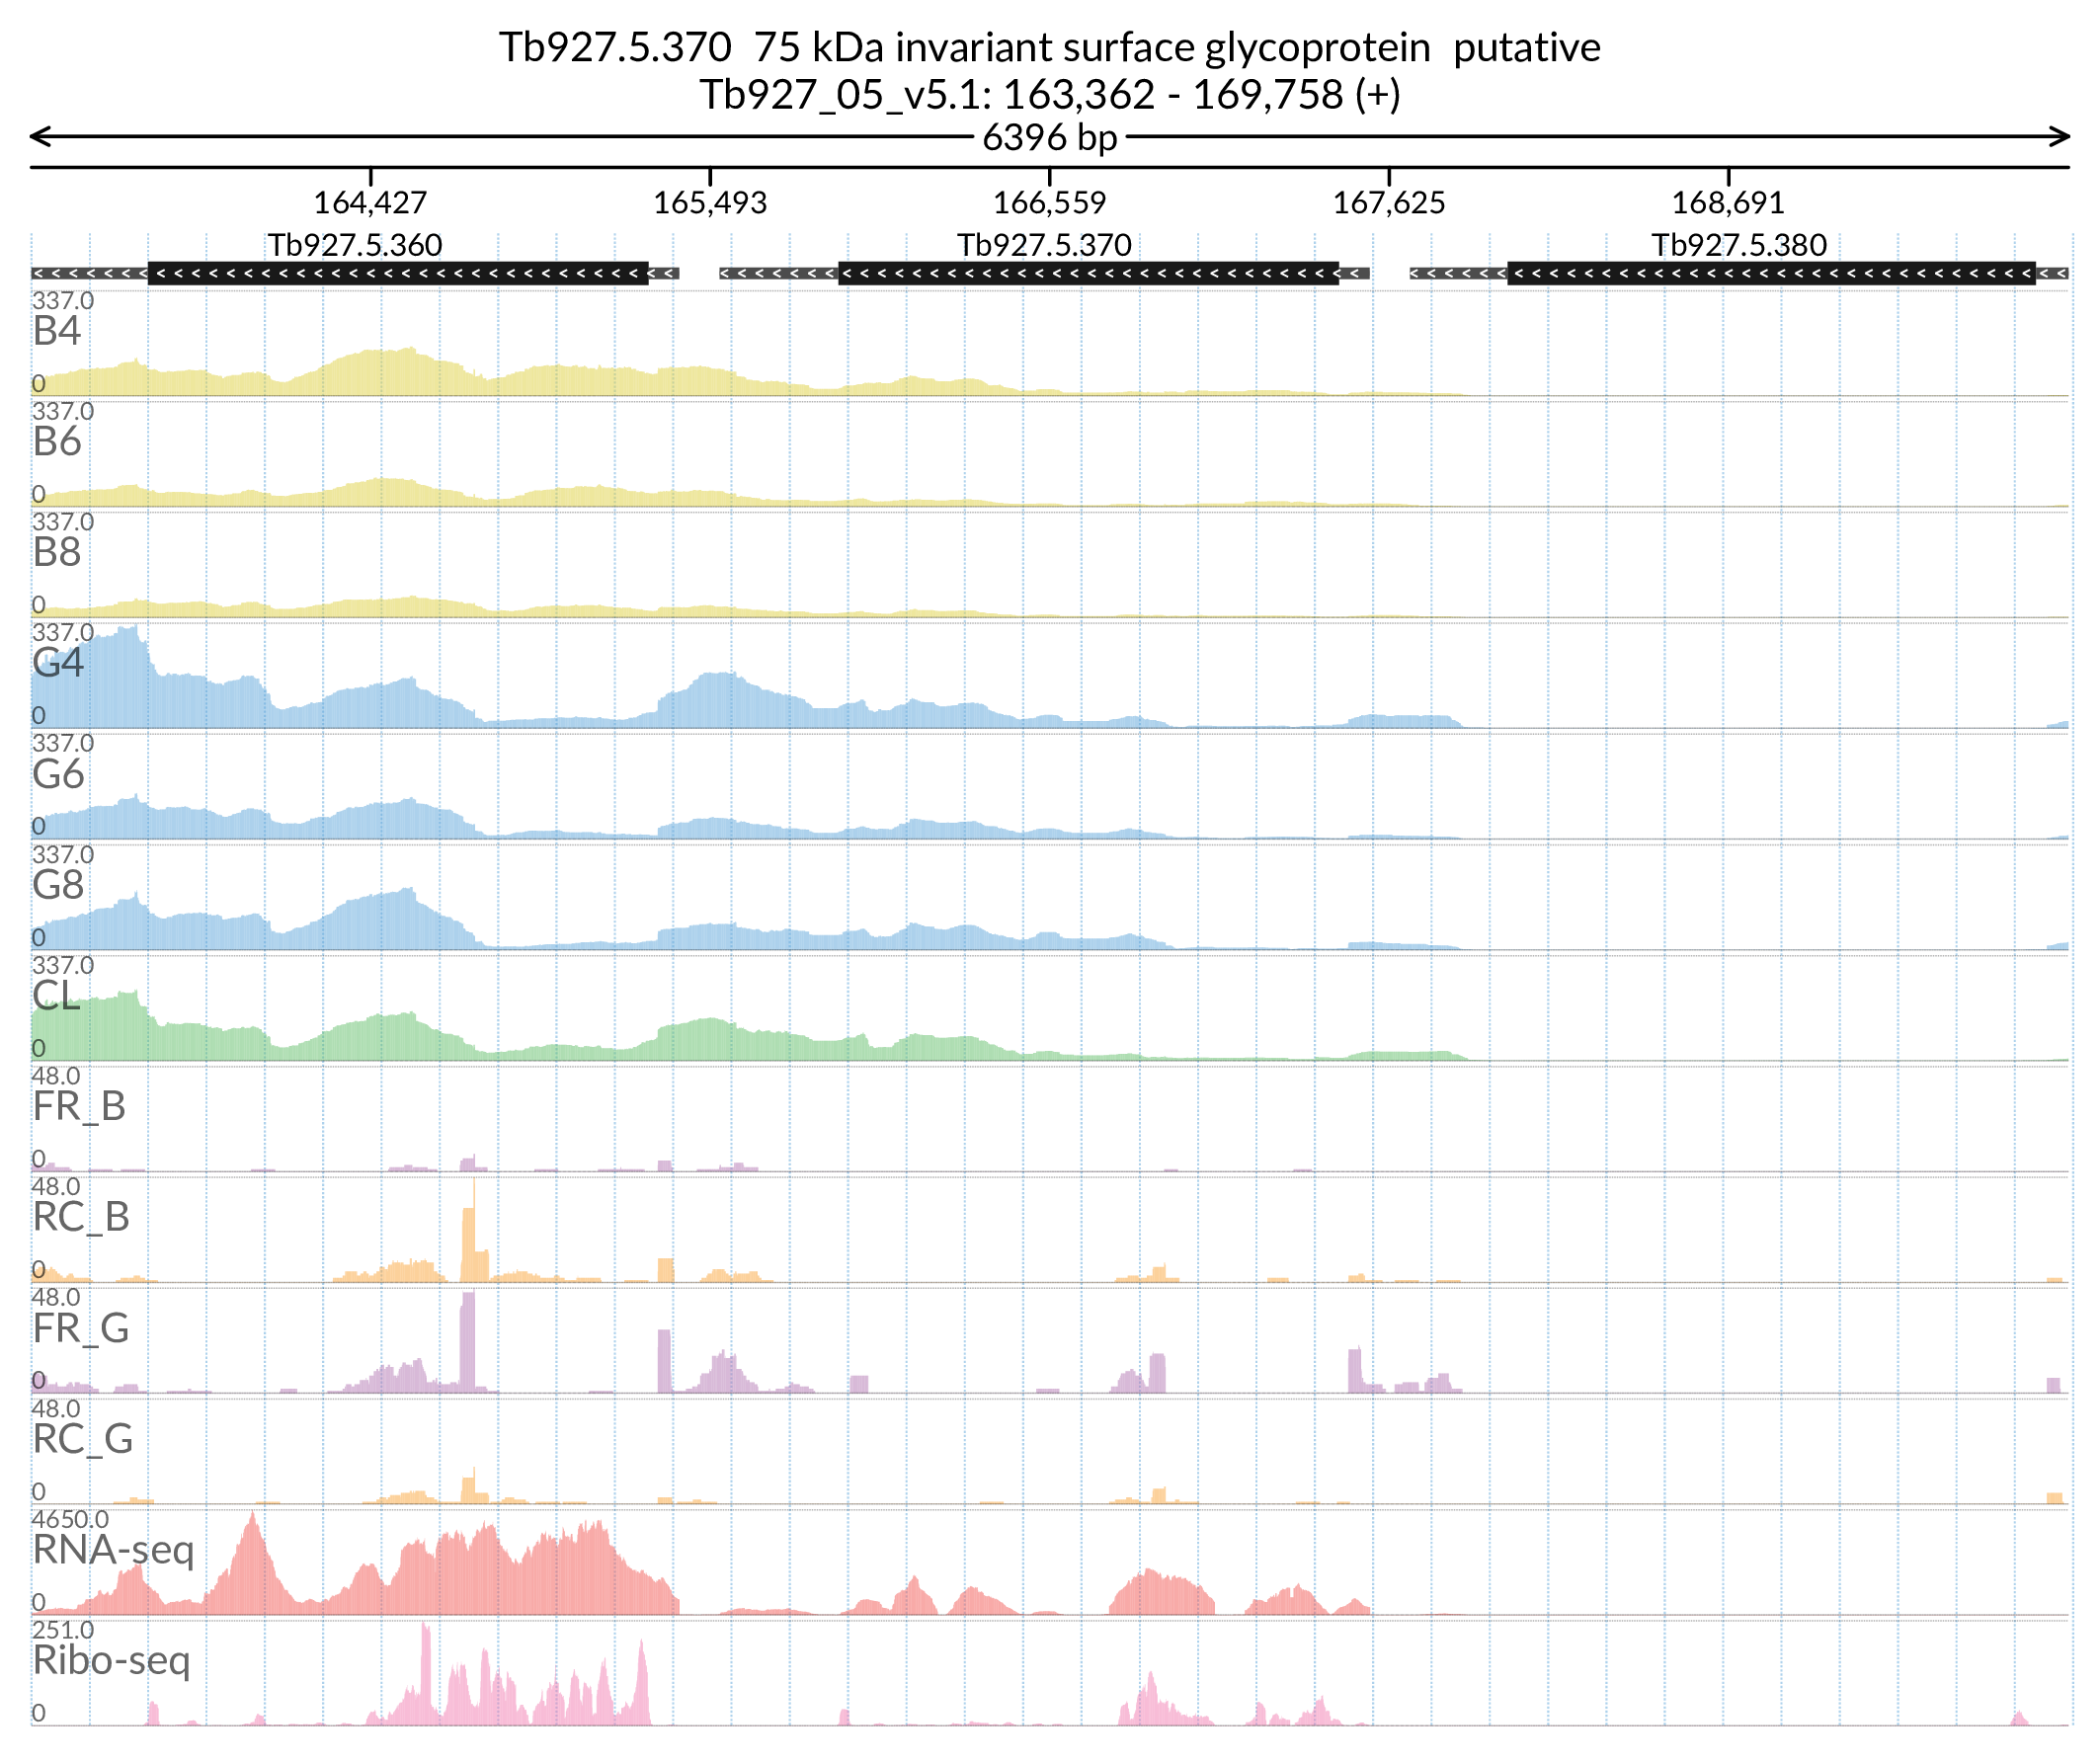 Tb927.5.370 75 kDa invariant surface glycoprotein putative
Tb927_05_v5.1: 163,362 - 169,758 (+)
6396 bp
164,427 165,493 166,559 167,625 168,691
Tb927.5.360 Tb927.5.370 Tb927.5.380
337.0
B4
0
337.0
B6
0
337.0
B8
0
337.0
G4
0
337.0
G6
0
337.0
G8
0
337.0
CL
0
48.0
FR_B
0
48.0
RC_B
0
48.0
FR_G
0
48.0
RC_G
0
4650.0
RNA-seq
0
251.0
Ribo-seq
0